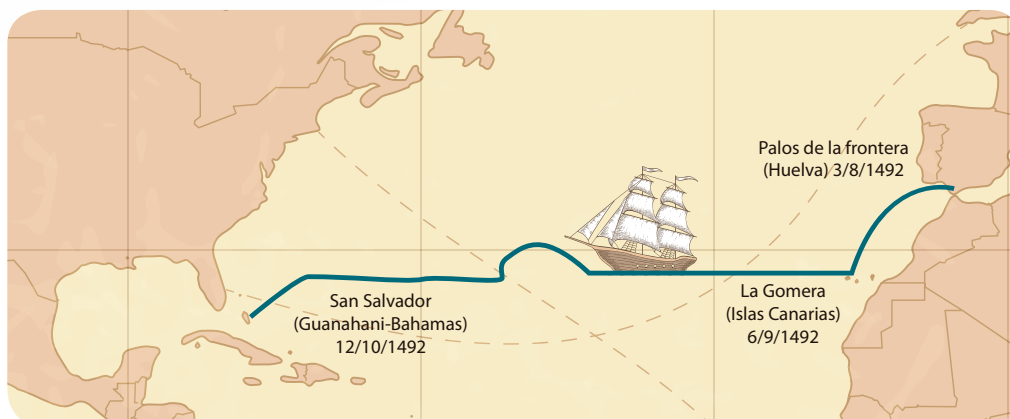 Palos de la frontera
(Huelva) 3/8/1492
San Salvador
(Guanahani-Bahamas)
12/10/1492
La Gomera
(Islas Canarias)
6/9/1492